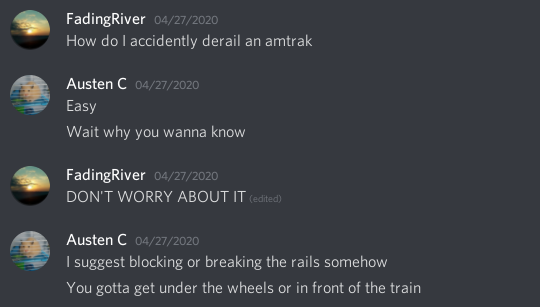 FadingRiver 04/27/2020
How do I accidently derail an amtrak
Austen C 04/27/2020
Easy
Wait why you wanna know
FadingRiver 04/27/2020
DON'T WORRY ABOUT IT (edited)
Austen C 04/27/2020
I suggest blocking or breaking the rails somehow
You gotta get under the wheels or in front of the train